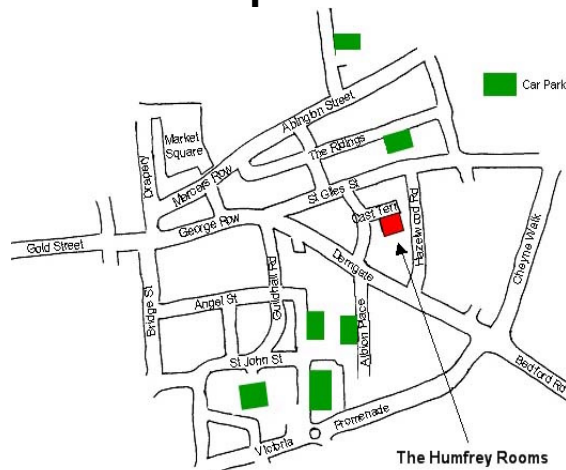 Car Park
Abington Street
Market
Square
The Ridings
Drapery
Mercers Row
St Giles St
Cast Terr
Hazelwood Rd
George Row
Gold Street
Derngate
Cheyne Walk
Guildhall Rd
Bridge St
Angel St
Albion Place
St John St
Bedford Rd
Promenade
Victoria
The Humfrey Rooms